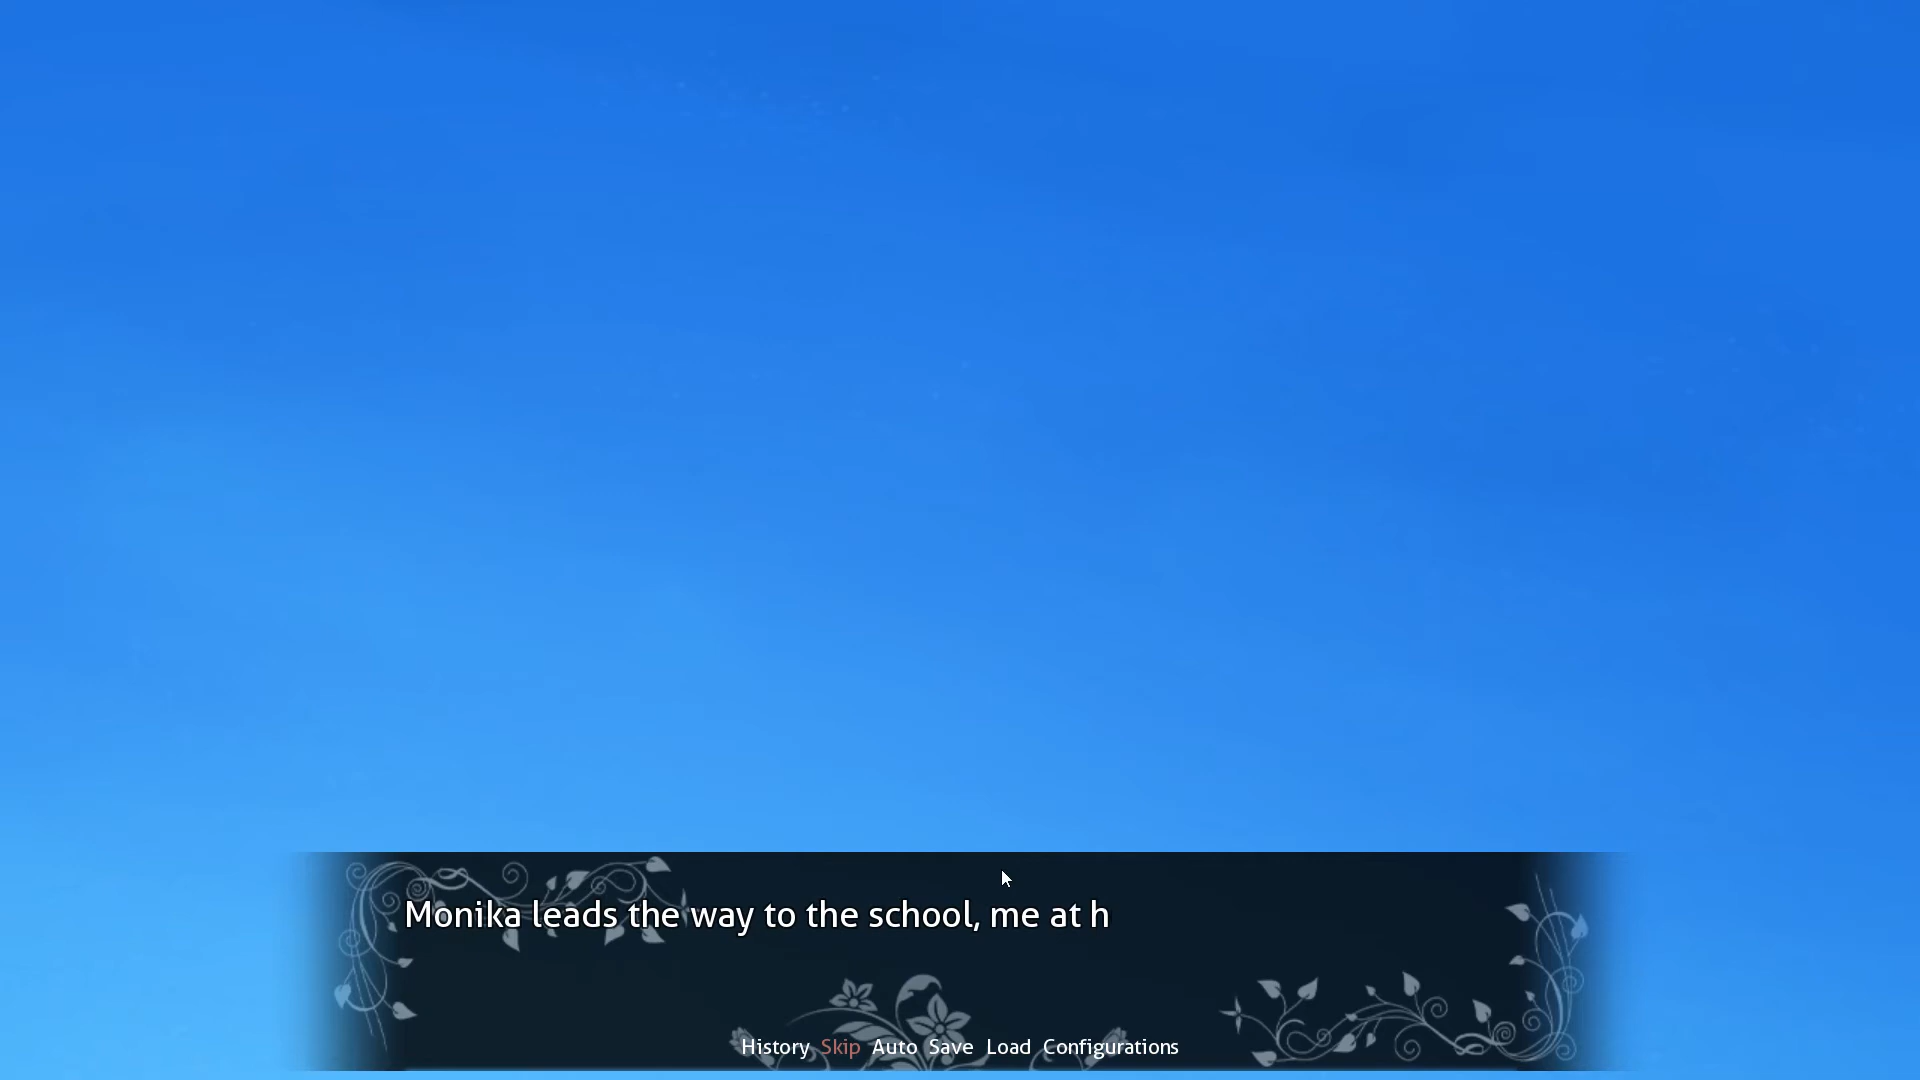 Monika leads the way to the school, me at h
History Skip Auto Save Load Configurations